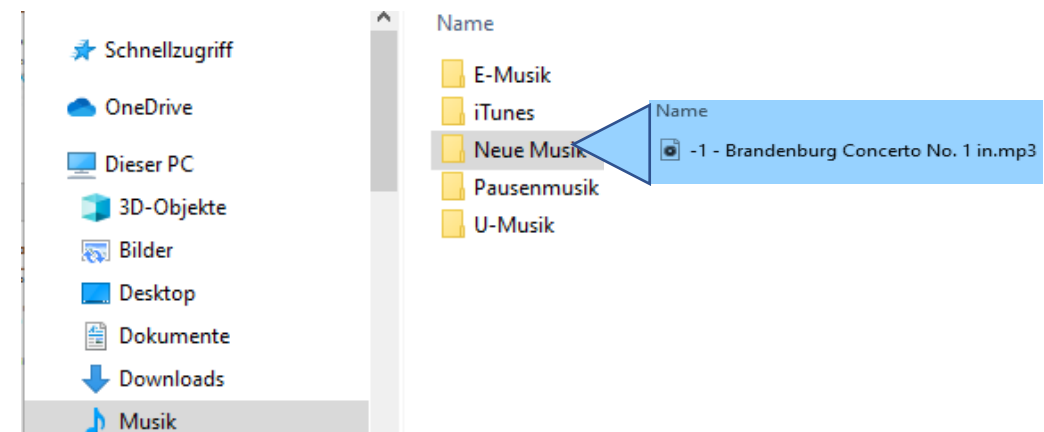 Schnellzugriff
OneDrive
Dieser PC
3D-Objekte
Bilder
Desktop
Dokumente
Downloads
Musik
Name
E-Musik
iTunes
Neue Musik
Pausenmusik
U-Musik
Name
-1 - Brandenburg Concerto No. 1 in.mp3